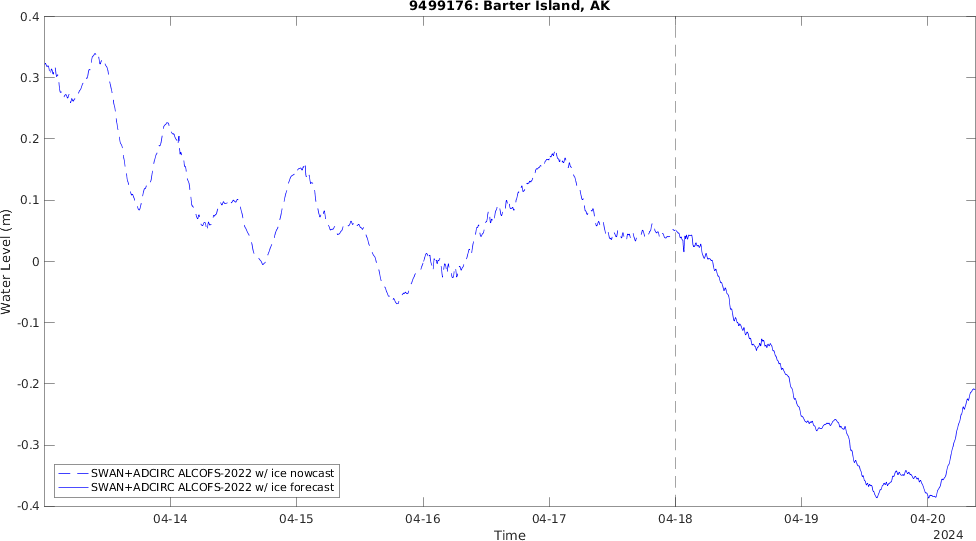 9499176: Barter Island, AK
0.4
0.3
0.2
0.1
0
-0.1
-0.2
-0.3
-0.4
Water Level (m)
SWAN+ADCIRC ALCOFS-2022 w/ ice nowcast
SWAN+ADCIRC ALCOFS-2022 w/ ice forecast
04-14 04-15 04-16 04-17 04-18 04-19 04-20
Time
2024